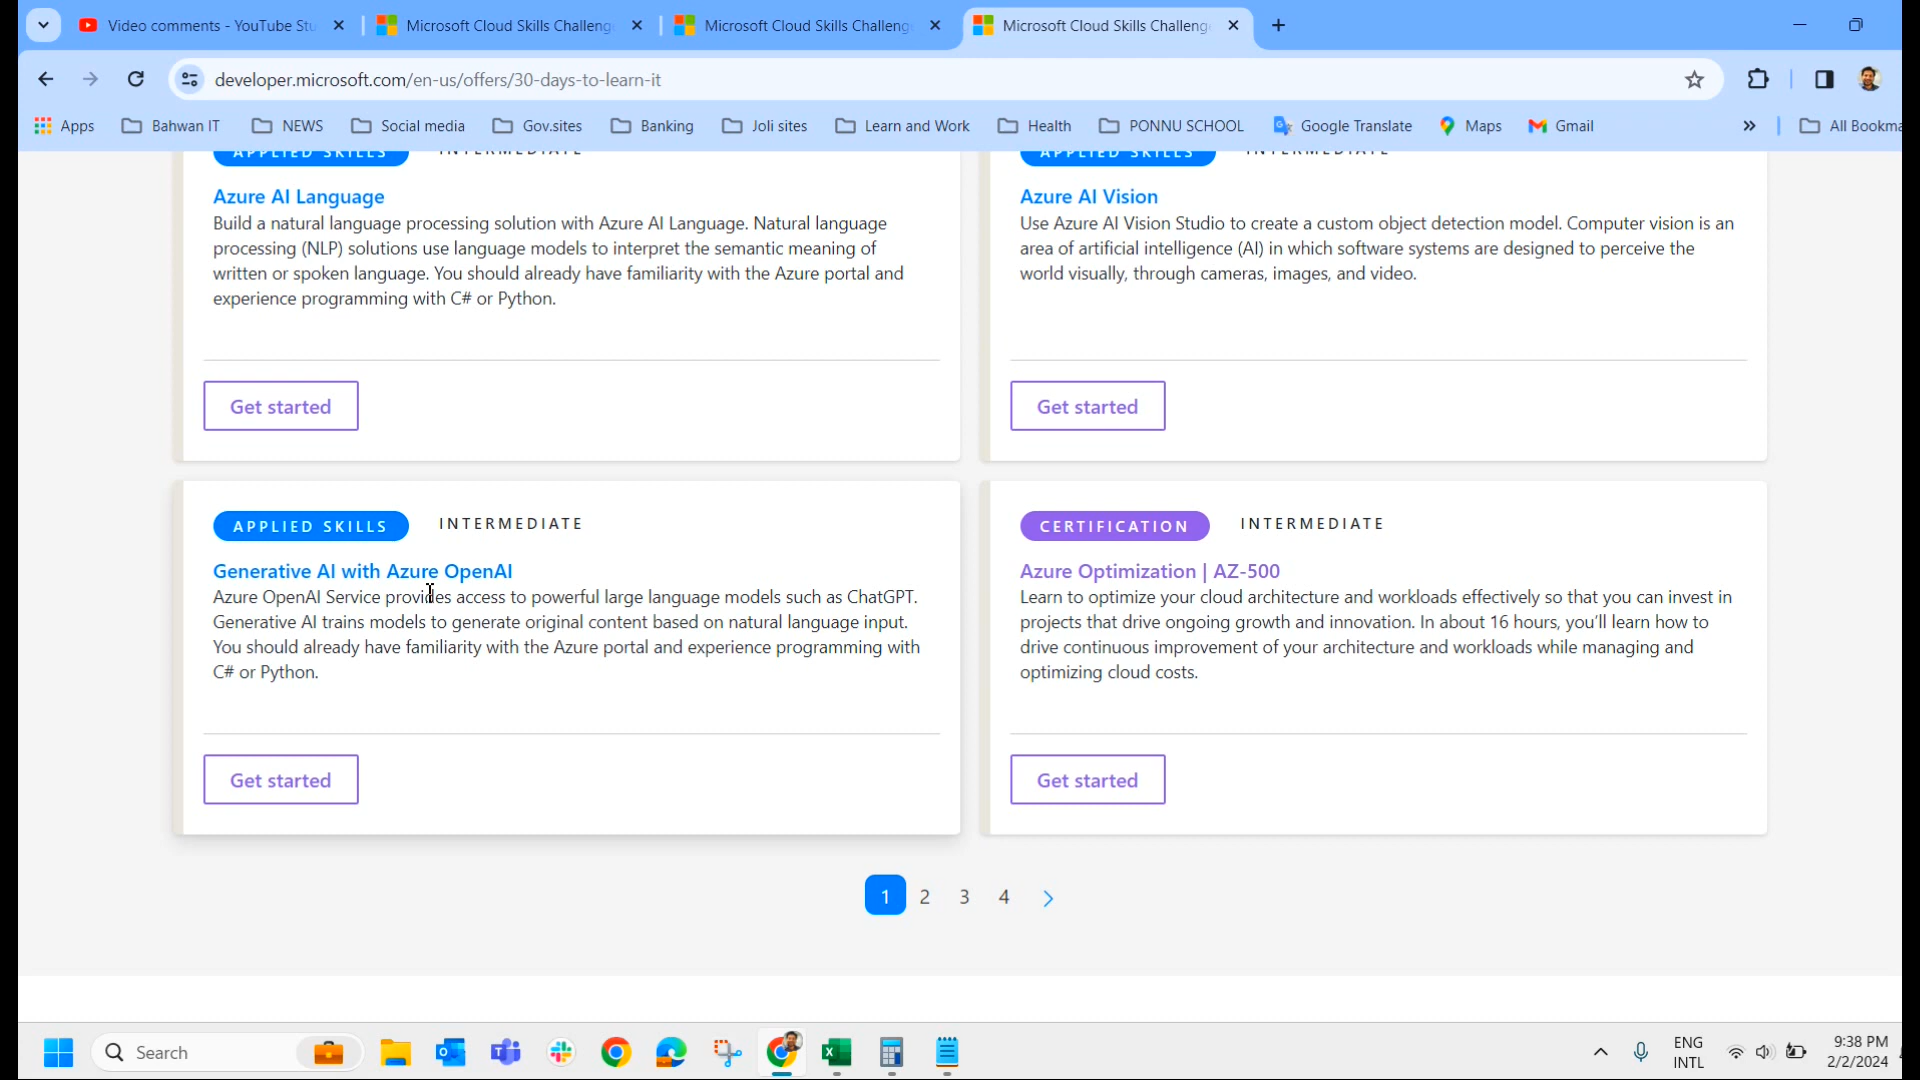 Video comments - YouTube Stu
Microsoft Cloud Skills Challeng
Microsoft Cloud Skills Challeng
Microsoft Cloud Skills Challeng
developer.microsoft.com/en-us/offers/30-days-to-learn-it
Apps
Bahwan IT
NEWS
Social media
Gov.sites
Banking
Joli sites
Learn and Work
Health
PONNU SCHOOL
Google Translate
Maps
Gmail
All Bookma
APPLIED SKILLS INTERMEDIATE
Azure AI Language
Build a natural language processing solution with Azure AI Language. Natural language
processing (NLP) solutions use language models to interpret the semantic meaning of
written or spoken language. You should already have familiarity with the Azure portal and
experience programming with C# or Python.
Get started
APPLIED SKILLS INTERMEDIATE
Azure AI Vision
Use Azure AI Vision Studio to create a custom object detection model. Computer vision is an
area of artificial intelligence (AI) in which software systems are designed to perceive the
world visually, through cameras, images, and video.
Get started
APPLIED SKILLS INTERMEDIATE
Generative AI with Azure OpenAI
Azure OpenAI Service provides access to powerful large language models such as ChatGPT.
Generative AI trains models to generate original content based on natural language input.
You should already have familiarity with the Azure portal and experience programming with
C# or Python.
Get started
CERTIFICATION INTERMEDIATE
Azure Optimization | AZ-500
Learn to optimize your cloud architecture and workloads effectively so that you can invest in
projects that drive ongoing growth and innovation. In about 16 hours, you'll learn how to
drive continuous improvement of your architecture and workloads while managing and
optimizing cloud costs.
Get started
1 2 3 4
Search
ENG
INTL
9:38 PM
2/2/2024